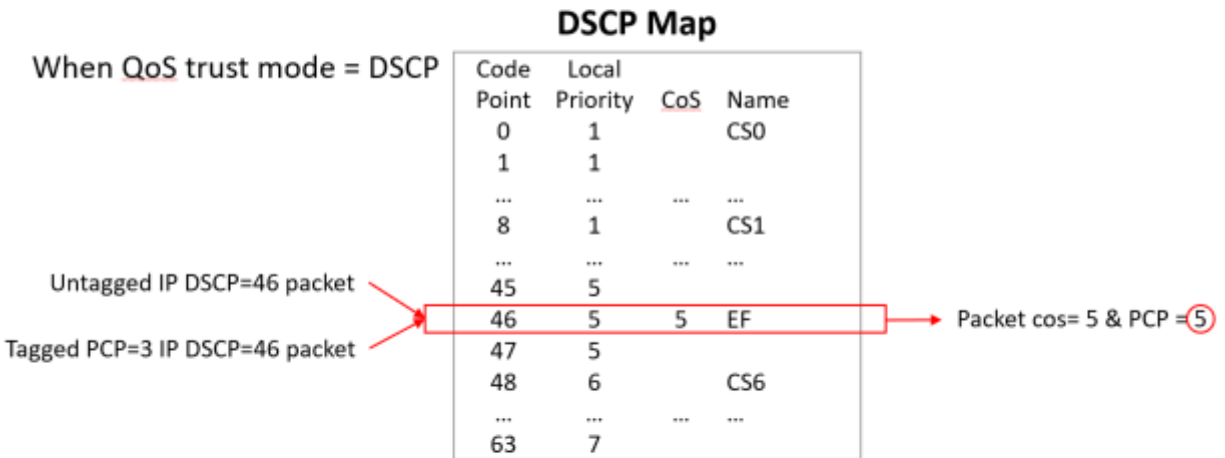 DSCP Map
When QoS trust mode = DSCP
Code Local
Point Priority CoS Name
0 1 CS0
1 1
... ... ... ...
8 1 CS1
... ... ... ...
Untagged IP DSCP=46 packet
45 5
46 5 5 EF
Packet cos= 5 & PCP =5
Tagged PCP=3 IP DSCP=46 packet
47 5
48 6 CS6
... ... ... ...
63 7